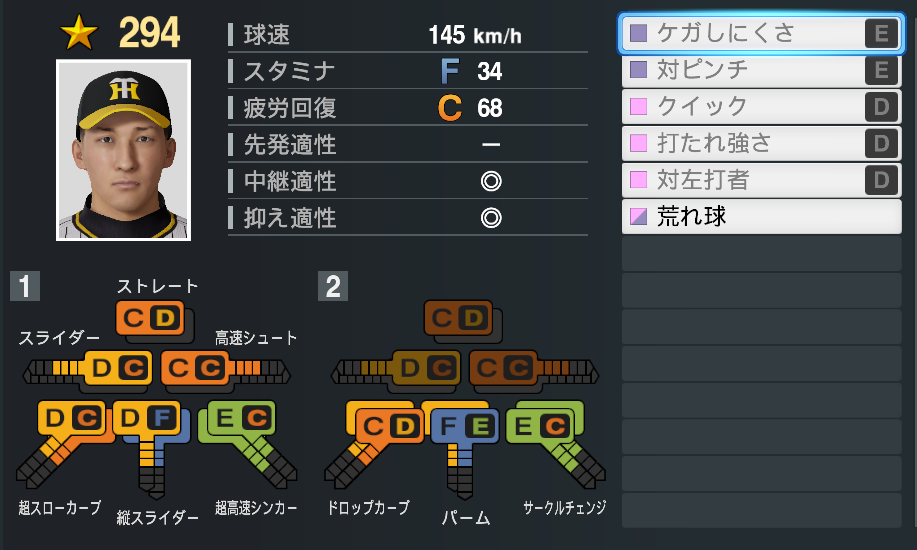 294
球速 145 km/h
スタミナ F 34
疲労回復 C 68
先発適性 —
中継適性 ◎
抑え適性 ◎
ケガしにくさ E
対ピンチ E
クイック D
打たれ強さ D
対左打者 D
荒れ球
1
ストレート
C D
スライダー
高速シュート
D C
C C
D C
D F
E C
超スローカーブ
縦スライダー
超高速シンカー
2
C D
D C
C C
C D
F E
E C
ドロップカーブ
パーム
サークルチェンジ